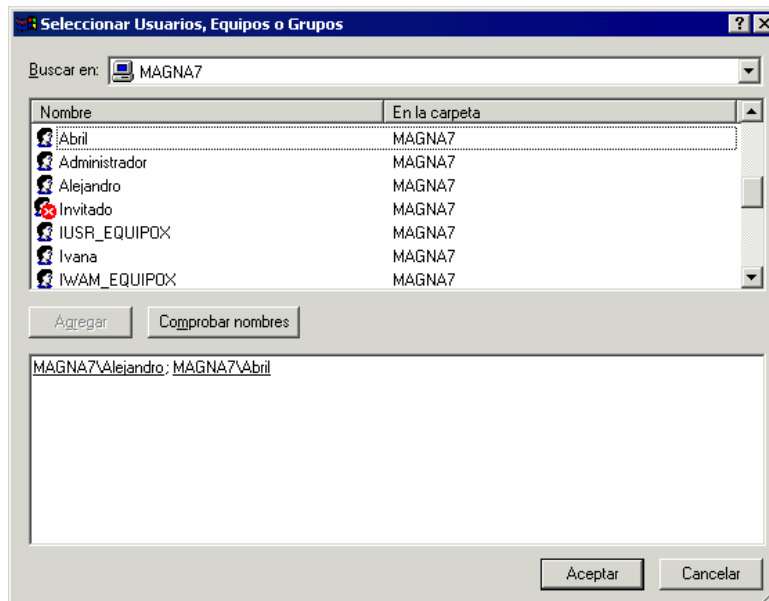 Seleccionar Usuarios, Equipos o Grupos
Buscar en: MAGNA7
Nombre En la carpeta
Abril MAGNA7
Administrador MAGNA7
Alejandro MAGNA7
Invitado MAGNA7
IUSR_EQUIPOX MAGNA7
Ivana MAGNA7
IWAM_EQUIPOX MAGNA7
Agregar Comprobar nombres
MAGNA7\Alejandro; MAGNA7\Abril
Aceptar Cancelar